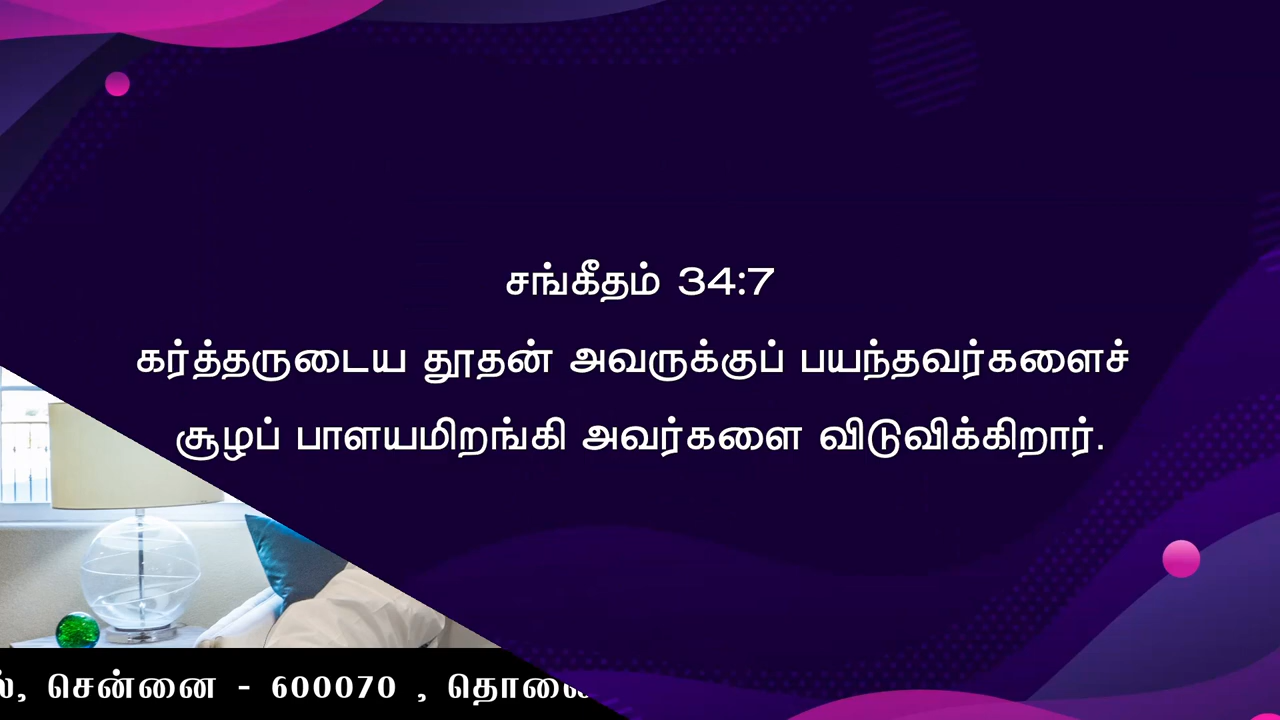 சங்கீதம் 34:7
கர்த்தருடைய தூதன் அவருக்குப் பயந்தவர்களைச்
சூழப் பாளயமிறங்கி அவர்களை விடுவிக்கிறார்.
சென்னை - 600070 ,